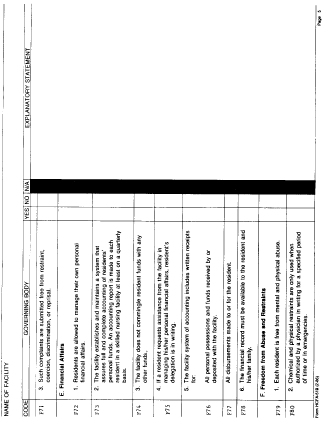 NAME OF FACILITY
CODE
GOVERNING BODY
YES NO N/A
EXPLANATORY STATEMENT
F71
3. Such complaints are submitted free from restraint,
coercion, discrimination, or reprisal.
E. Financial Affairs
F72
1. Residents are allowed to manage their own personal
financial affairs.
F73
2. The facility establishes and maintains a system that
assures full and complete accounting of residents'
personal funds. An accounting report is made to each
resident in a skilled nursing facility at least on a quarterly
basis.
F74
3. The facility does not commingle resident funds with any
other funds.
F75
4. If a resident requests assistance from the facility in
managing his/her personal financial affairs, resident's
delegation is in writing.
5. The facility system of accounting includes written receipts
for:
F76
All personal possessions and funds received by or
deposited with the facility.
F77
All disbursements made to or for the resident.
F78
6. The financial record must be available to the resident and
his/her family.
F. Freedom from Abuse and Restraints
F79
1. Each resident is free from mental and physical abuse.
F80
2. Chemical and physical restraints are only used when
authorized by a physician in writing for a specified period
of time or in emergencies.
Page 5